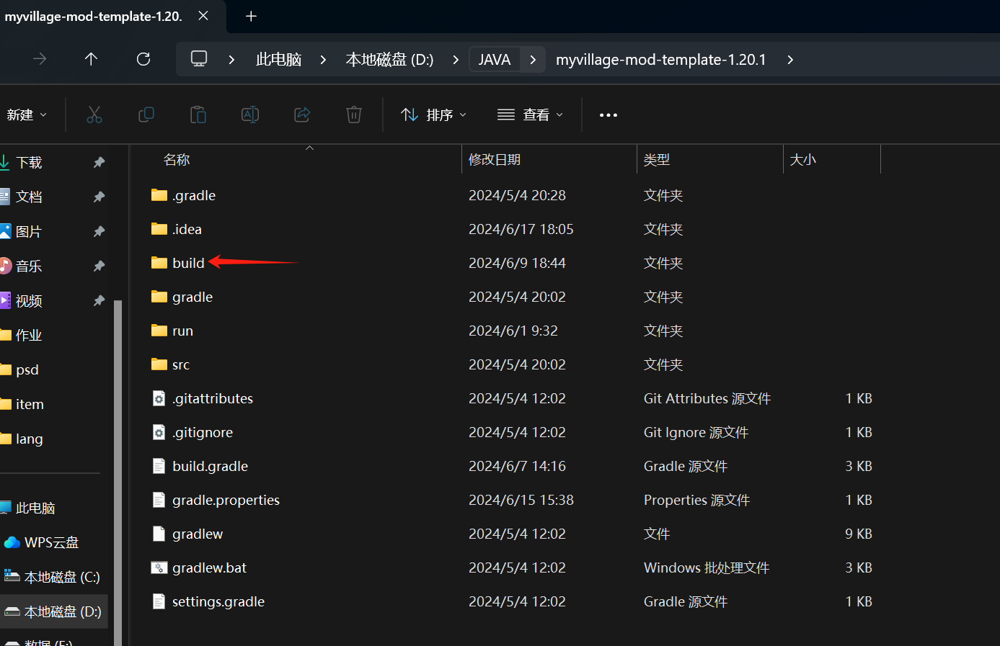 myvillage-mod-template-1.20.
此电脑 本地磁盘 (D:) JAVA myvillage-mod-template-1.20.1
新建 排序 查看
名称 修改日期 类型 大小
下载
文档
图片
音乐
视频
作业
psd
item
lang
此电脑
WPS云盘
本地磁盘 (C:)
本地磁盘 (D:)
.gradle 2024/5/4 20:28 文件夹
.idea 2024/6/17 18:05 文件夹
build 2024/6/9 18:44 文件夹
gradle 2024/5/4 20:02 文件夹
run 2024/6/1 9:32 文件夹
src 2024/5/4 20:02 文件夹
.gitattributes 2024/5/4 12:02 Git Attributes 源文件 1 KB
.gitignore 2024/5/4 12:02 Git Ignore 源文件 1 KB
build.gradle 2024/6/7 14:16 Gradle 源文件 3 KB
gradle.properties 2024/6/15 15:38 Properties 源文件 1 KB
gradlew 2024/5/4 12:02 文件 9 KB
gradlew.bat 2024/5/4 12:02 Windows 批处理文件 3 KB
settings.gradle 2024/5/4 12:02 Gradle 源文件 1 KB